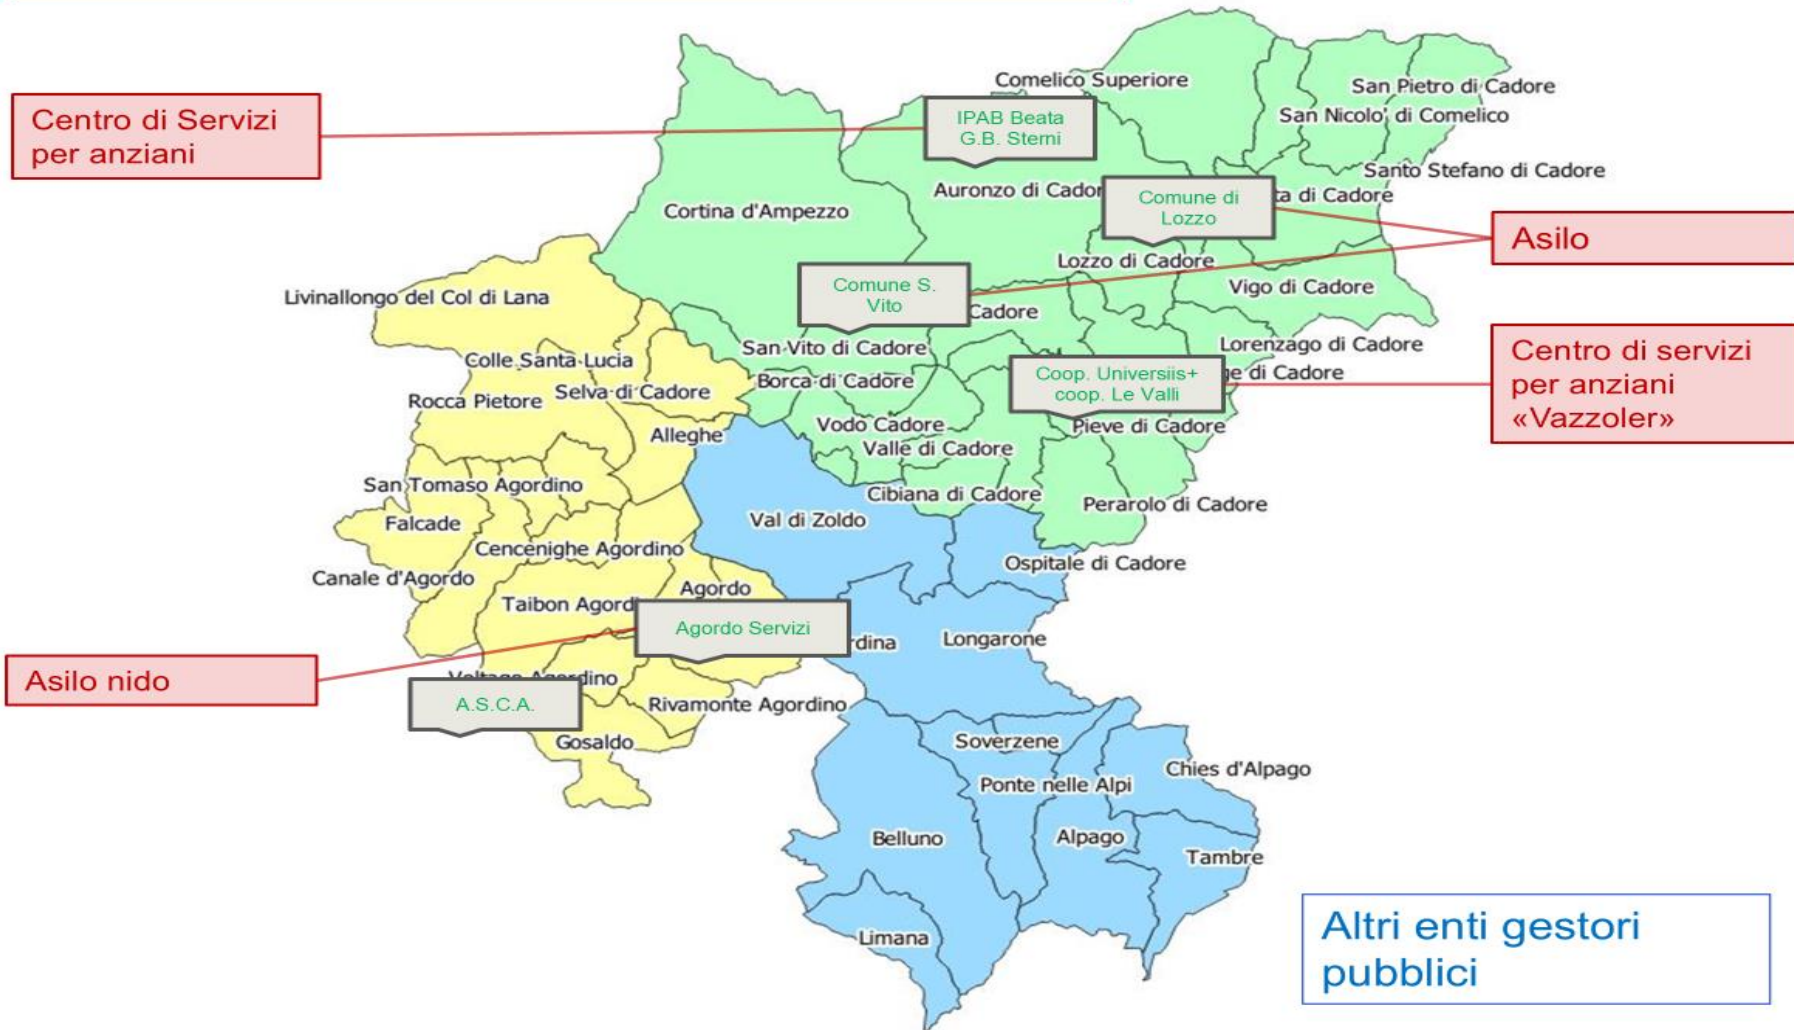 Comelico Superiore
San Pietro di Cadore
Centro di Servizi
per anziani
IPAB Beata
G.B. Sterni
San Nicolo' di Comelico
Santo Stefano di Cadore
Auronzo di Cador
Comune di
Lozzo
ta di Cadore
Cortina d'Ampezzo
Asilo
Lozzo di Cadore
Livinallongo del Col di Lana
Comune S.
Vito
Cadore
Vigo di Cadore
San Vito di Cadore
Lorenzago di Cadore
Colle Santa Lucia
Centro di servizi
per anziani
«Vazzoler»
Coop. Universiis+
coop. Le Valli
ge di Cadore
Borca di Cadore
Selva di Cadore
Rocca Pietore
Vodo Cadore
Pieve di Cadore
Alleghe
Valle di Cadore
San Tomaso Agordino
Cibiana di Cadore
Perarolo di Cadore
Falcade
Val di Zoldo
Cencenighe Agordino
Ospitale di Cadore
Canale d'Agordo
Agordo
Taibon Agordi
Agordo Servizi
rdina
Longarone
Asilo nido
Voltago Agordino
A.S.C.A.
Rivamonte Agordino
Gosaldo
Soverzene
Chies d'Alpago
Ponte nelle Alpi
Belluno
Alpago
Tambre
Limana
Altri enti gestori
pubblici